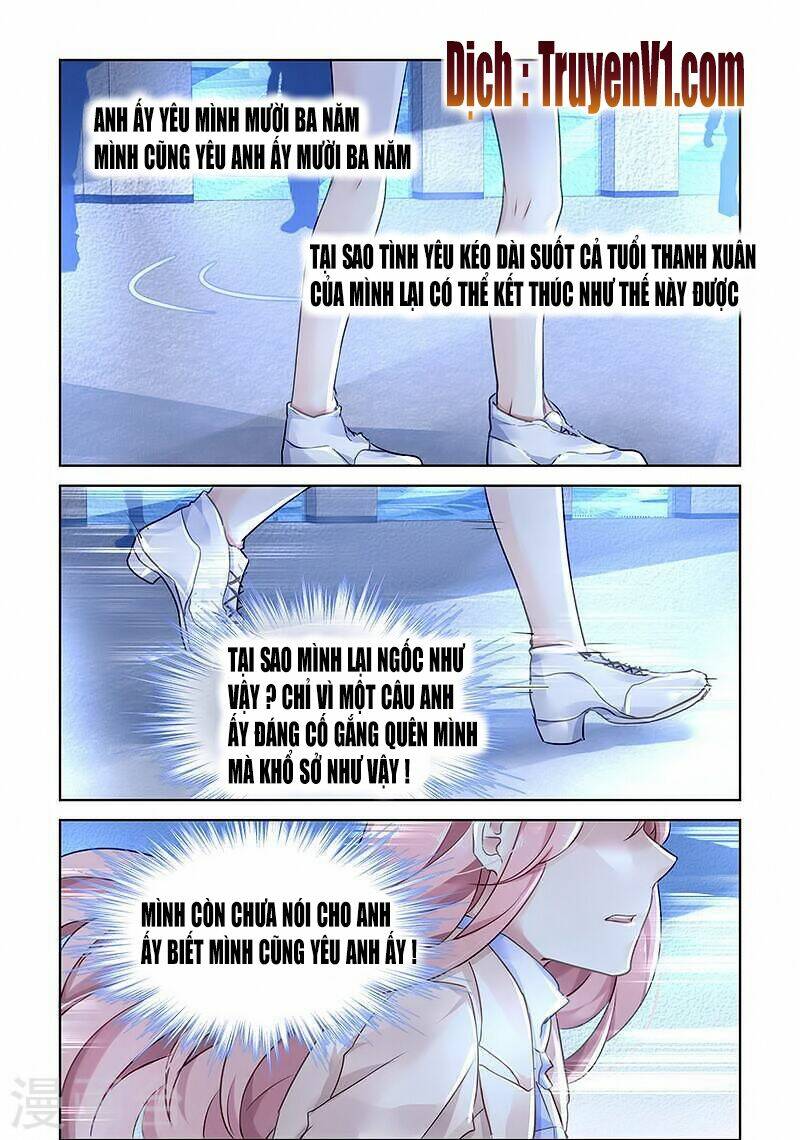 Dịch : TruyenV1.com
ANH ẤY YÊU MÌNH MƯỜI BA NĂM
MÌNH CŨNG YÊU ANH ẤY MƯỜI BA NĂM
TẠI SAO TÌNH YÊU KÉO DÀI SUỐT CẢ TUỔI THANH XUÂN
CỦA MÌNH LẠI CÓ THỂ KẾT THÚC NHƯ THẾ NÀY ĐƯỢC
TẠI SAO MÌNH LẠI NGỐC NHƯ
VẬY ? CHỈ VÌ MỘT CÂU ANH
ẤY ĐÁNG CỐ GẮNG QUÊN MÌNH
MÀ KHỔ SỞ NHƯ VẬY !
MÌNH CÒN CHƯA NÓI CHO ANH
ẤY BIẾT MÌNH CŨNG YÊU ANH ẤY !